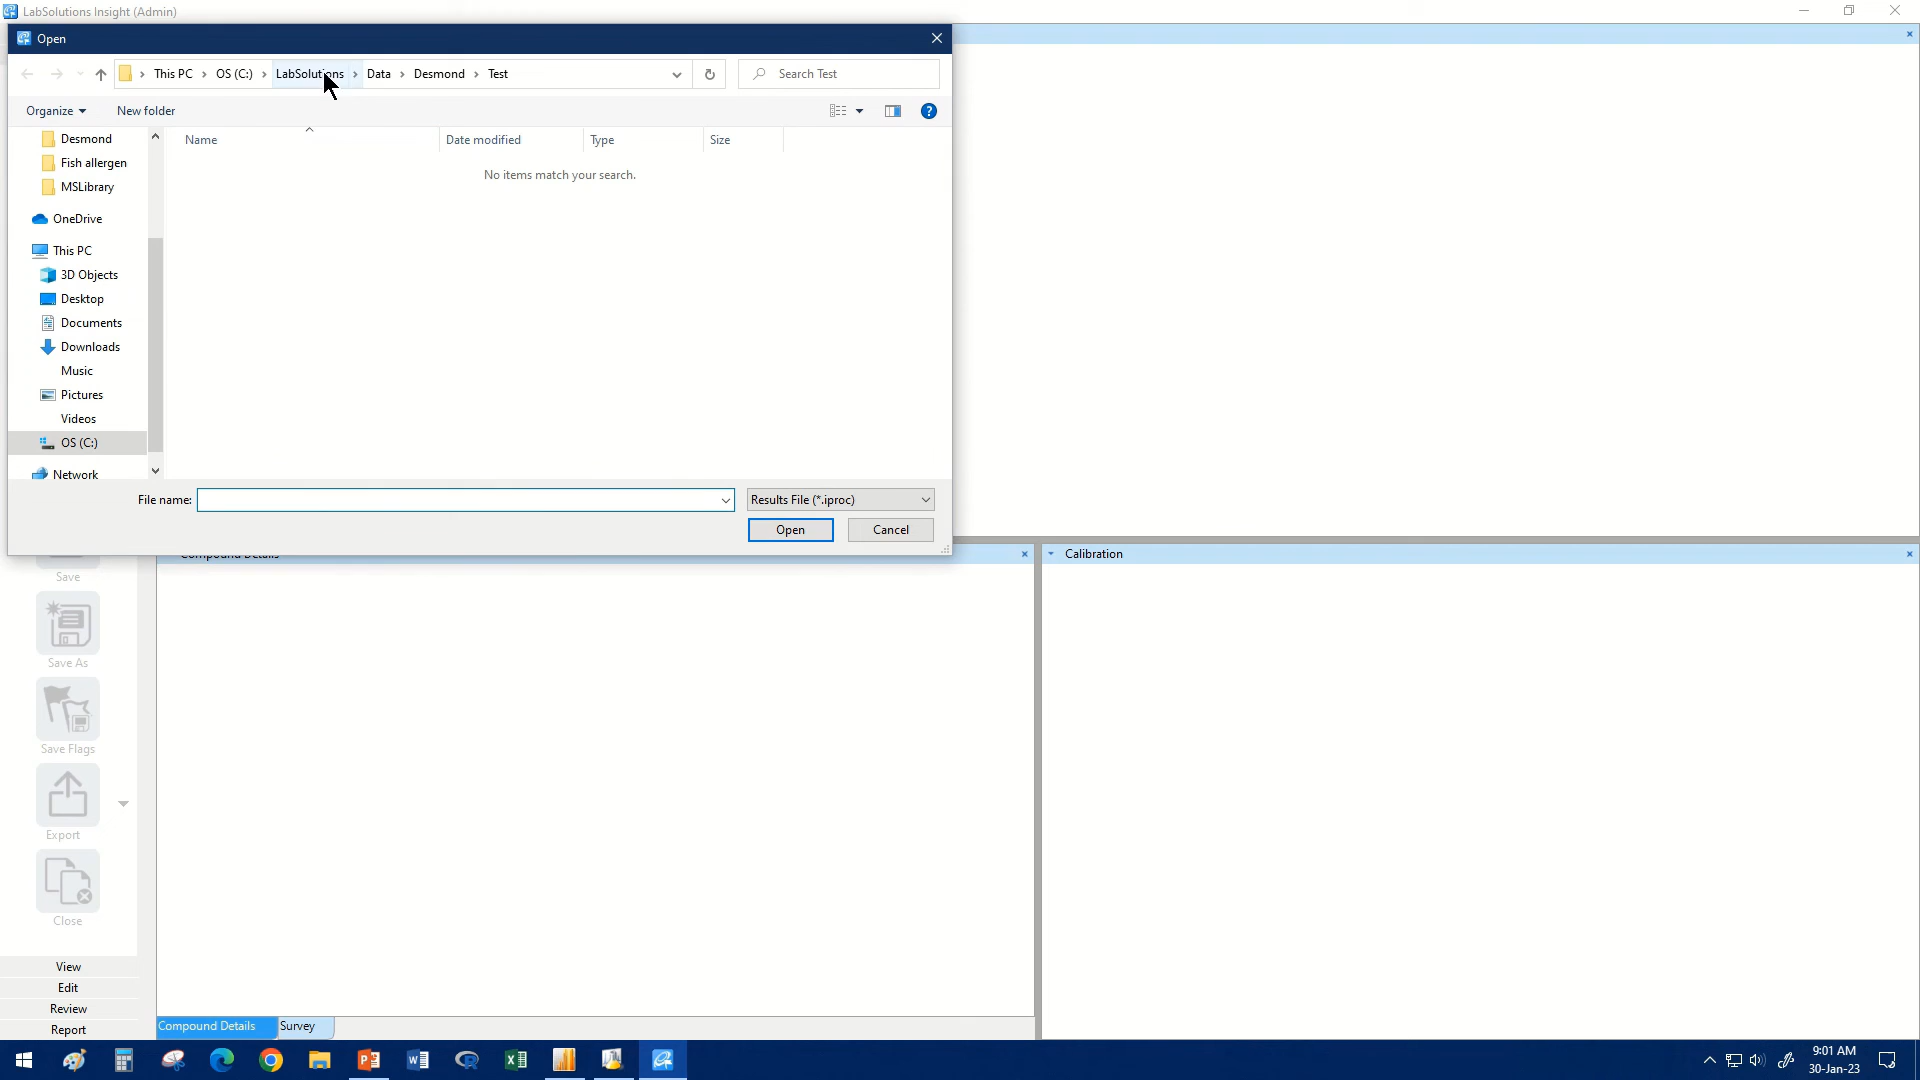 LabSolutions Insight (Admin)
Open
This PC
OS (C:)
LabSolutions
Data
Desmond
Test
Search Test
Organize
New folder
Name
Date modified
Type
Size
No items match your search.
Desmond
Fish allergen
MSLibrary
OneDrive
This PC
3D Objects
Desktop
Documents
Downloads
Music
Pictures
Videos
OS (C:)
Network
File name:
Results File (*.iproc)
Open
Cancel
Compound Details
Calibration
Save
Save As
Save Flags
Export
Close
View
Edit
Review
Report
Compound Details
Survey
9:01 AM
30-Jan-23